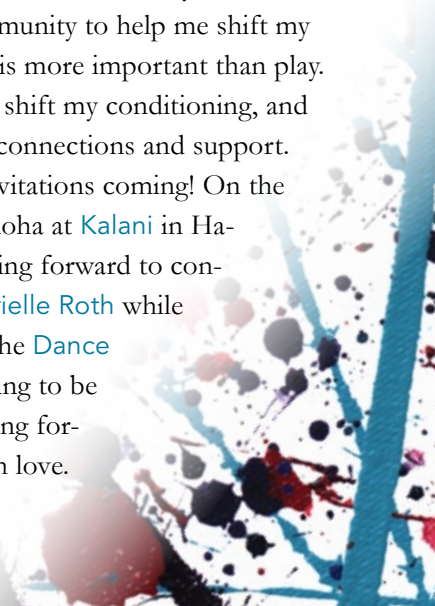 munity to help me shift my
is more important than play.
shift my conditioning, and
connections and support.
vitations coming! On the
oha at Kalani in Ha-
ing forward to con-
rielle Roth while
he Dance
ing to be
ng for-
n love.